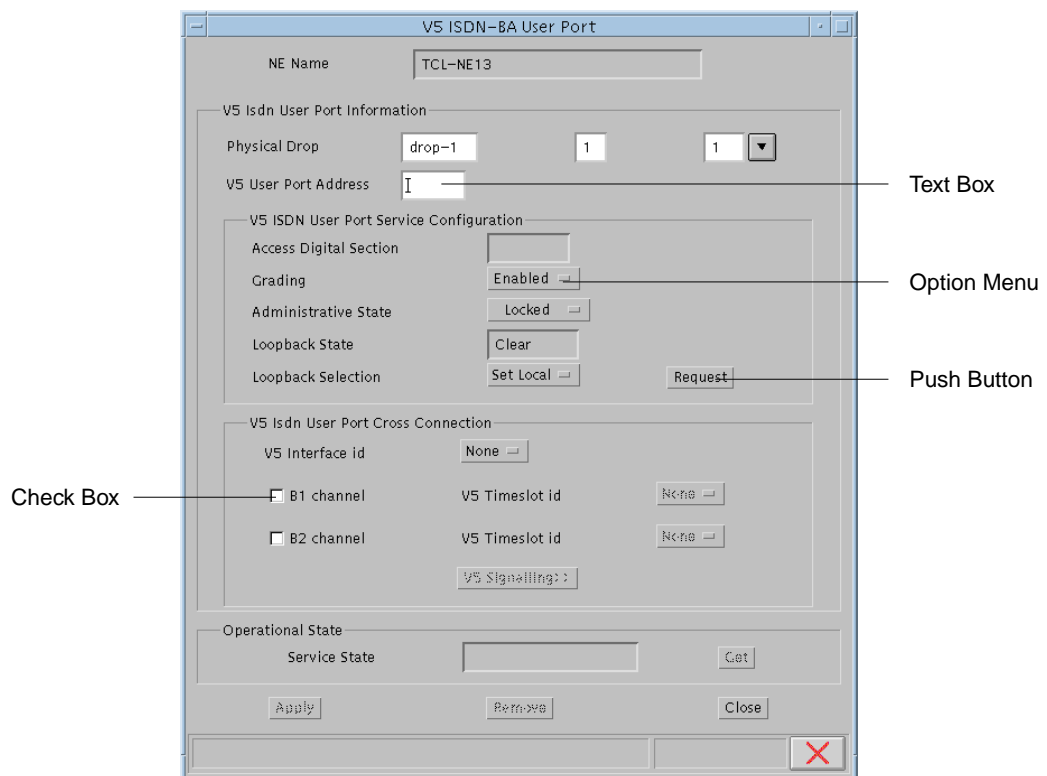 V5 ISDN-BA User Port
NE Name TCL-NE13
V5 Isdn User Port Information
Physical Drop drop-1 1 1
V5 User Port Address Text Box
V5 ISDN User Port Service Configuration
Access Digital Section
Grading Enabled Option Menu
Administrative State Locked
Loopback State Clear
Loopback Selection Set Local Request Push Button
V5 Isdn User Port Cross Connection
V5 Interface id None
Check Box B1 channel V5 Timeslot id None
B2 channel V5 Timeslot id None
V5 Signalling>>
Operational State
Service State Get
Apply Remove Close